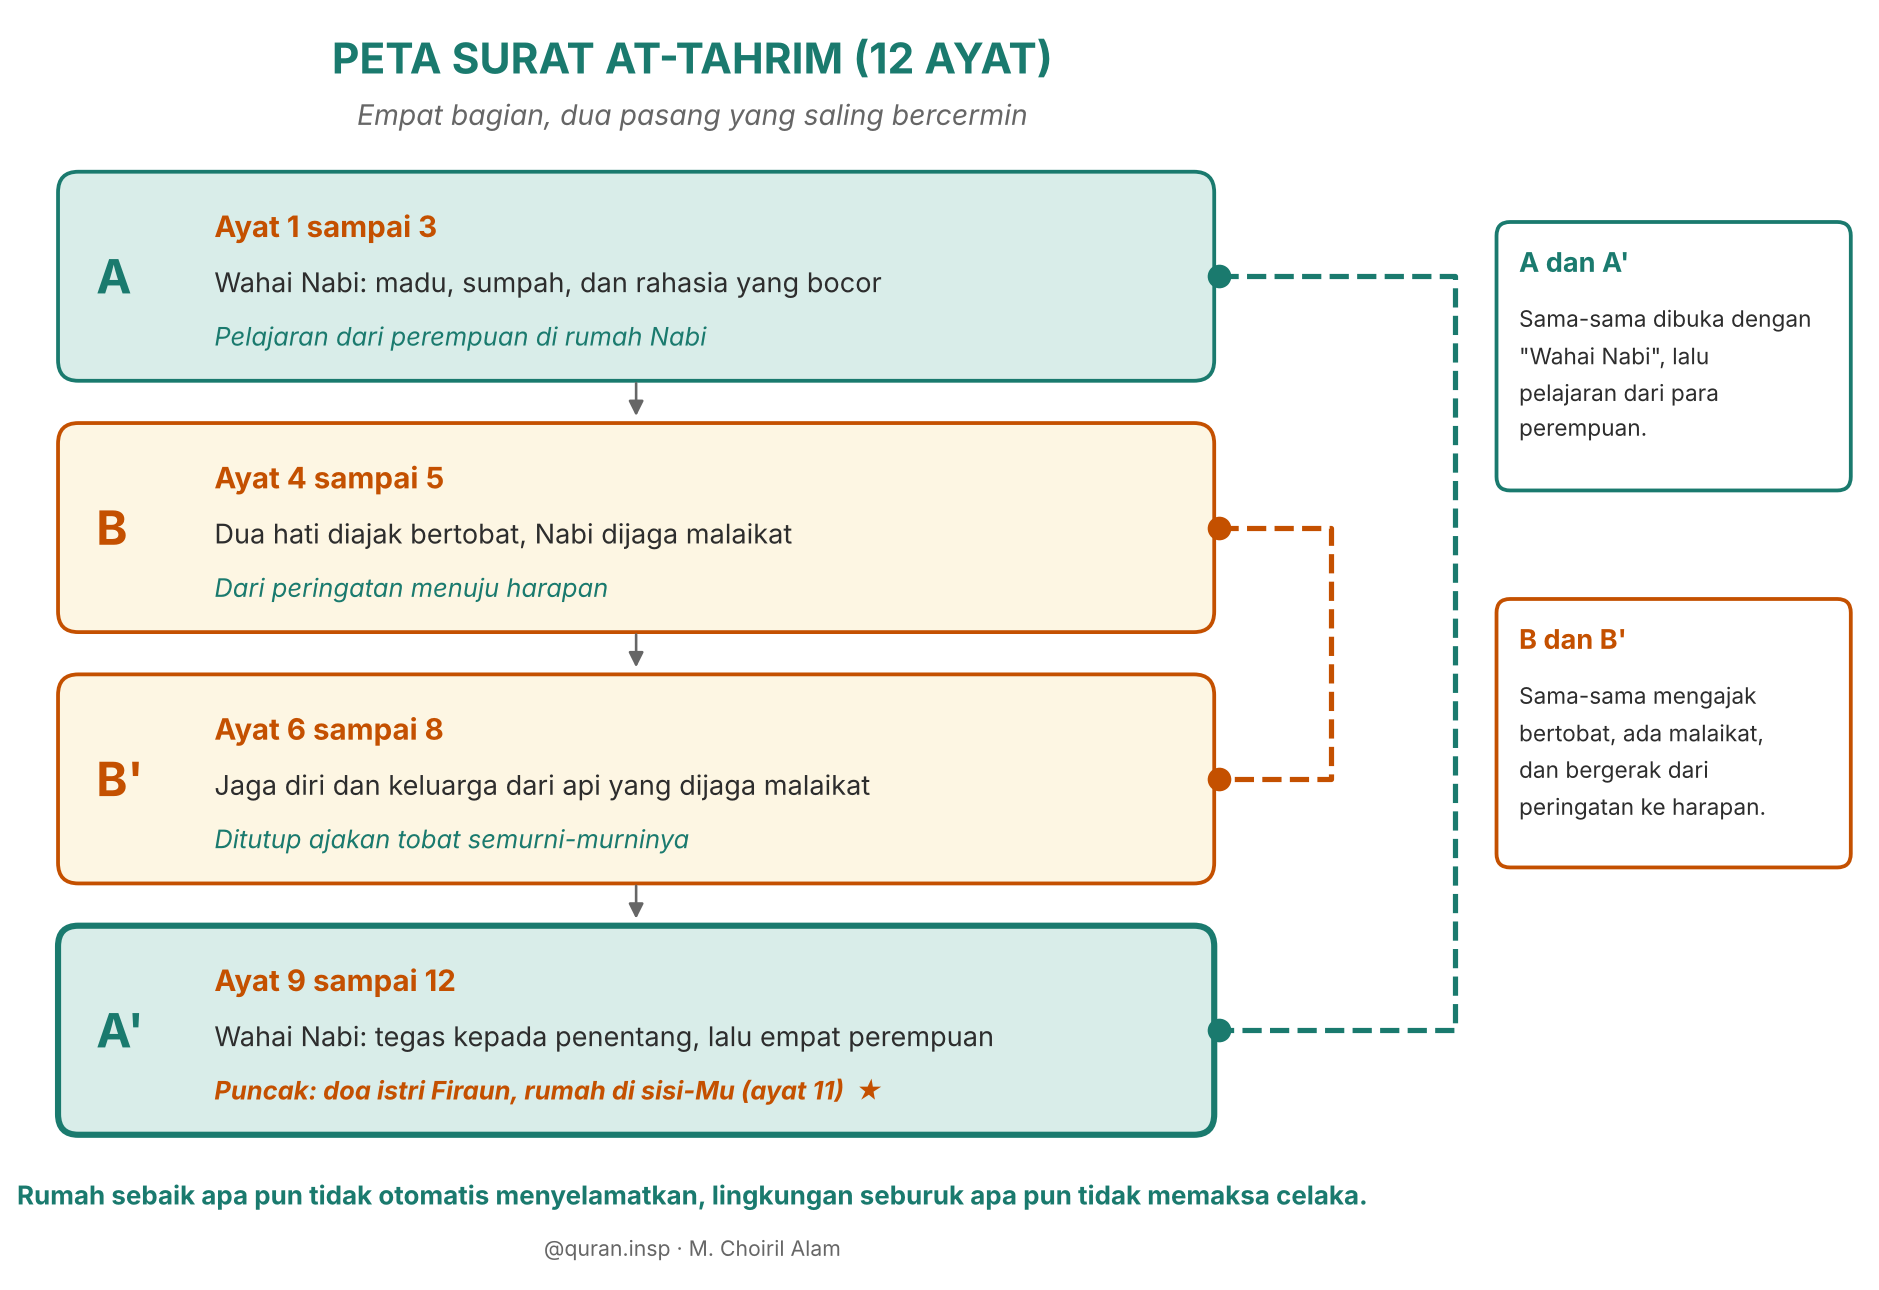 PETA SURAT AT-TAHRIM (12 AYAT)
Empat bagian, dua pasang yang saling bercermin
A
Ayat 1 sampai 3
Wahai Nabi: madu, sumpah, dan rahasia yang bocor
Pelajaran dari perempuan di rumah Nabi
B
Ayat 4 sampai 5
Dua hati diajak bertobat, Nabi dijaga malaikat
Dari peringatan menuju harapan
B'
Ayat 6 sampai 8
Jaga diri dan keluarga dari api yang dijaga malaikat
Ditutup ajakan tobat semurni-murninya
A'
Ayat 9 sampai 12
Wahai Nabi: tegas kepada penentang, lalu empat perempuan
Puncak: doa istri Firaun, rumah di sisi-Mu (ayat 11) ★
A dan A'
Sama-sama dibuka dengan
"Wahai Nabi", lalu
pelajaran dari para
perempuan.
B dan B'
Sama-sama mengajak
bertobat, ada malaikat,
dan bergerak dari
peringatan ke harapan.
Rumah sebaik apa pun tidak otomatis menyelamatkan, lingkungan seburuk apa pun tidak memaksa celaka.
@quran.insp · M. Choiril Alam